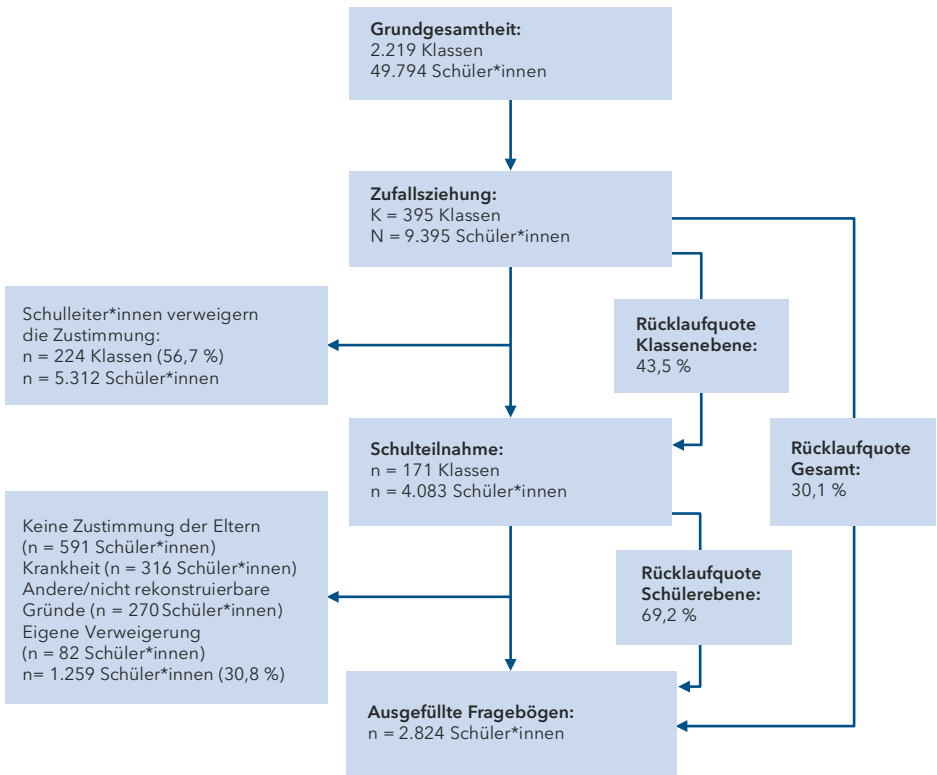 Grundgesamtheit:
2.219 Klassen
49.794 Schüler*innen
Zufallsziehung:
K = 395 Klassen
N = 9.395 Schüler*innen
Schulleiter*innen verweigern
die Zustimmung:
n = 224 Klassen (56,7 %)
n = 5.312 Schüler*innen
Rücklaufquote
Klassenebene:
43,5 %
Schulteilnahme:
n = 171 Klassen
n = 4.083 Schüler*innen
Rücklaufquote
Gesamt:
30,1 %
Keine Zustimmung der Eltern
(n = 591 Schüler*innen)
Krankheit (n = 316 Schüler*innen)
Andere/nicht rekonstruierbare
Gründe (n = 270 Schüler*innen)
Eigene Verweigerung
(n = 82 Schüler*innen)
n= 1.259 Schüler*innen (30,8 %)
Rücklaufquote
Schülerebene:
69,2 %
Ausgefüllte Fragebögen:
n = 2.824 Schüler*innen